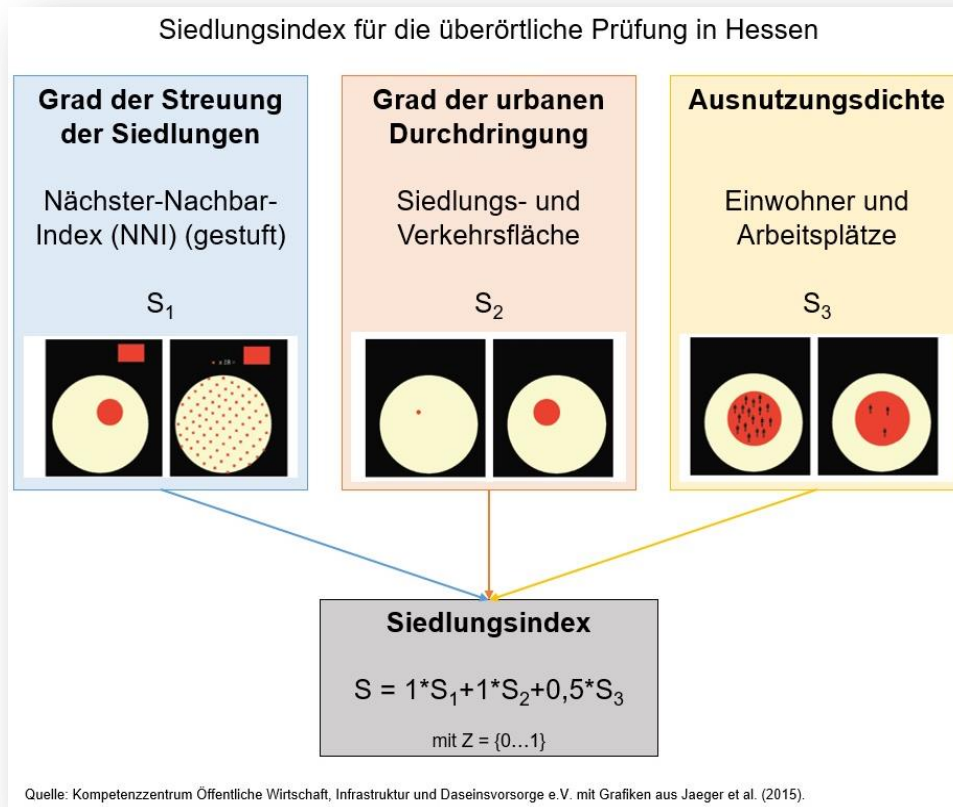 Siedlungsindex für die überörtliche Prüfung in Hessen
Grad der Streuung
der Siedlungen
Nächster-Nachbar-
Index (NNI) (gestuft)
S₁
Grad der urbanen
Durchdringung
Siedlungs- und
Verkehrsfläche
S₂
Ausnutzungsdichte
Einwohner und
Arbeitsplätze
S₃
Siedlungsindex
S = 1*S₁+1*S₂+0,5*S₃
mit Z = {0…1}
Quelle: Kompetenzzentrum Öffentliche Wirtschaft, Infrastruktur und Daseinsvorsorge e.V. mit Grafiken aus Jaeger et al. (2015).